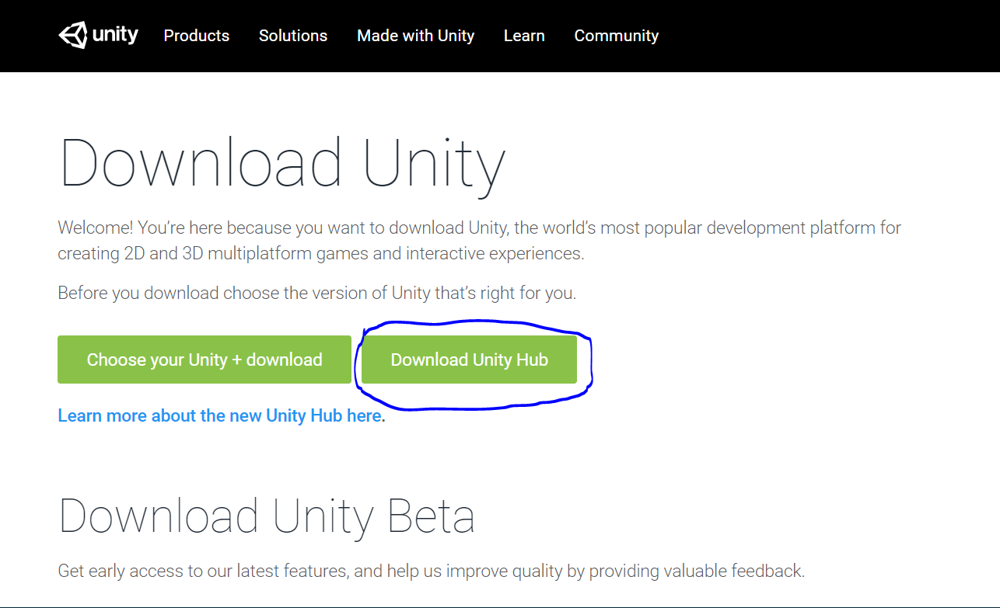 unity Products Solutions Made with Unity Learn Community
Download Unity
Welcome! You’re here because you want to download Unity, the world’s most popular development platform for
creating 2D and 3D multiplatform games and interactive experiences.
Before you download choose the version of Unity that’s right for you.
Choose your Unity + download Download Unity Hub
Learn more about the new Unity Hub here.
Download Unity Beta
Get early access to our latest features, and help us improve quality by providing valuable feedback.